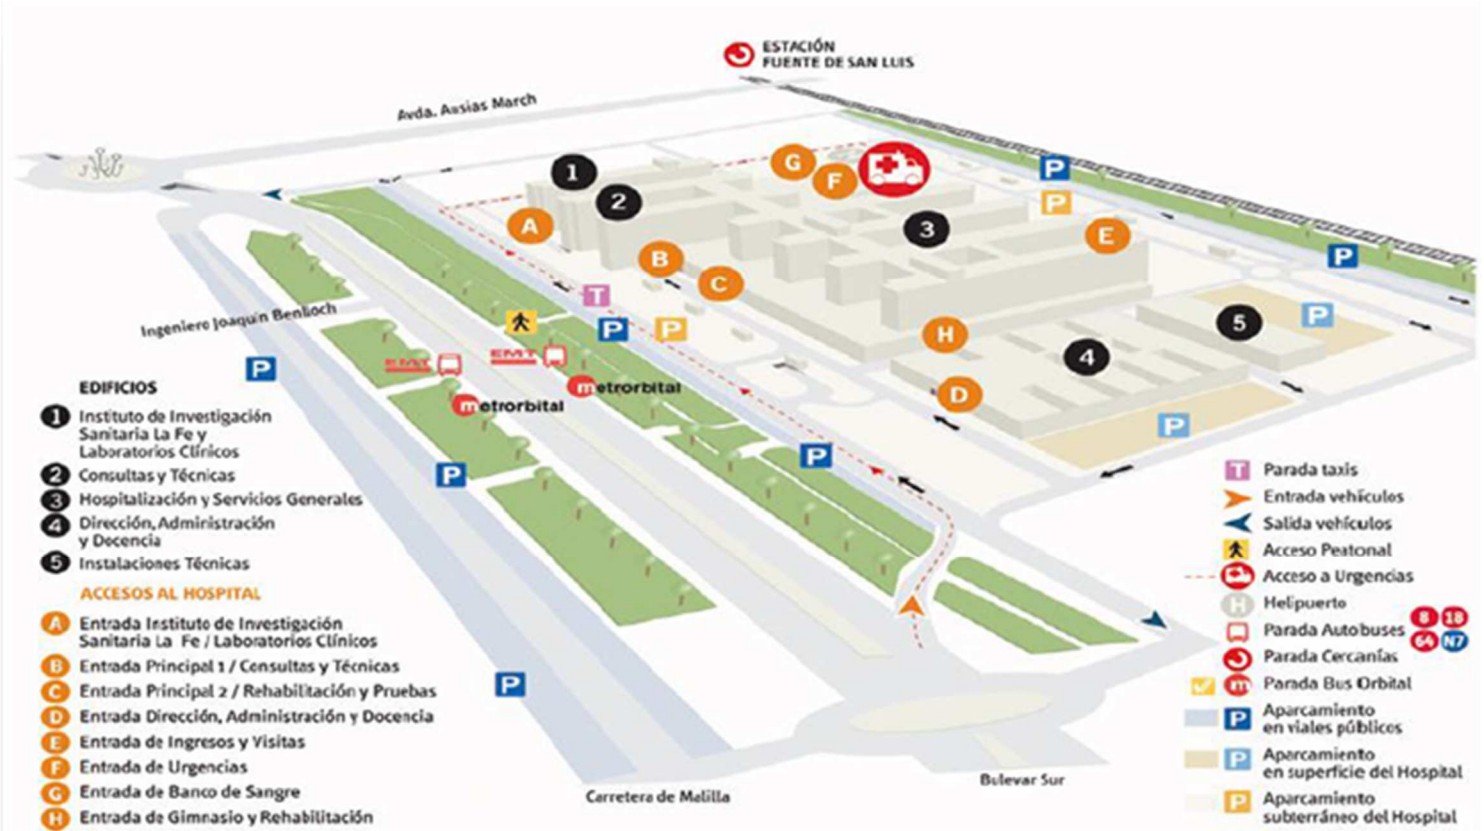 ESTACIÓN
FUENTE DE SAN LUIS
Avda. Ausias March
1
G
F
2
A
3
P
P
E
B
C
P
T
P
P
Ingeniero Joaquin Benlloch
EMT
EMT
metrorbital
metrorbital
H
5
P
4
D
P
P
P
P
P
Carretera de Malilla
Bulevar Sur
EDIFICIOS
1 Instituto de Investigación
Sanitaria La Fe y
Laboratorios Clínicos
2 Consultas y Técnicas
3 Hospitalización y Servicios Generales
4 Dirección, Administración
y Docencia
5 Instalaciones Técnicas
ACCESOS AL HOSPITAL
A Entrada Instituto de Investigación
Sanitaria La Fe / Laboratorios Clínicos
B Entrada Principal 1 / Consultas y Técnicas
C Entrada Principal 2 / Rehabilitación y Pruebas
D Entrada Dirección, Administración y Docencia
E Entrada de Ingresos y Visitas
F Entrada de Urgencias
G Entrada de Banco de Sangre
H Entrada de Gimnasio y Rehabilitación
T Parada taxis
Entrada vehículos
Salida vehículos
Acceso Peatonal
Acceso a Urgencias
H Helipuerto
Parada Autobuses 8 18
64 N7
Parada Cercanías
m Parada Bus Orbital
P Aparcamiento
en viales públicos
P Aparcamiento
en superficie del Hospital
P Aparcamiento
subterráneo del Hospital